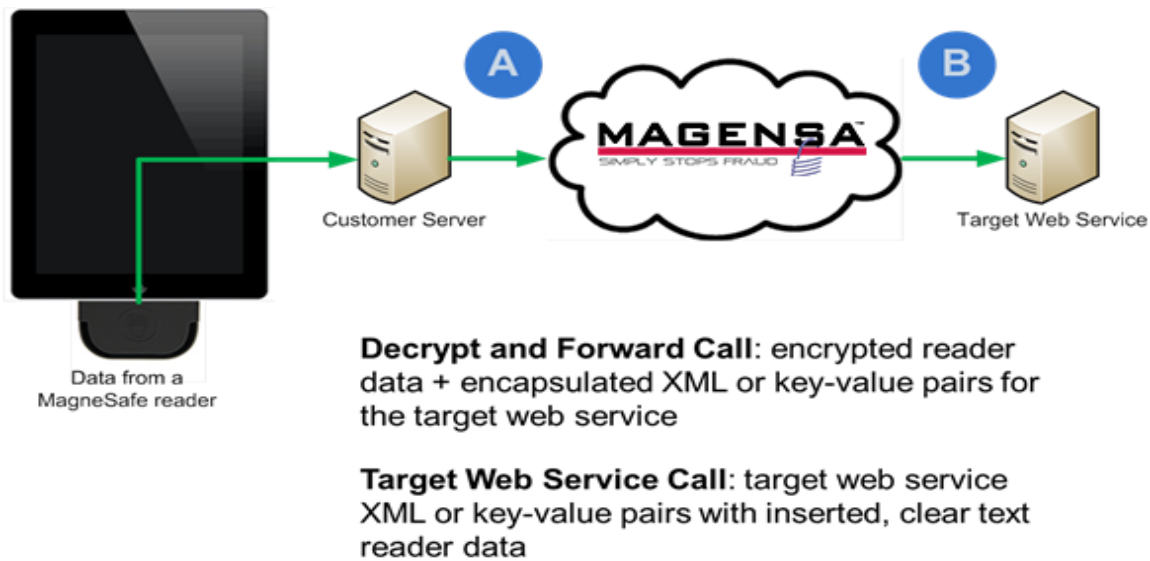 A
B
MAGENSA™
SIMPLY STOPS FRAUD
Customer Server
Target Web Service
Data from a
MagneSafe reader
Decrypt and Forward Call: encrypted reader
data + encapsulated XML or key-value pairs for
the target web service
Target Web Service Call: target web service
XML or key-value pairs with inserted, clear text
reader data